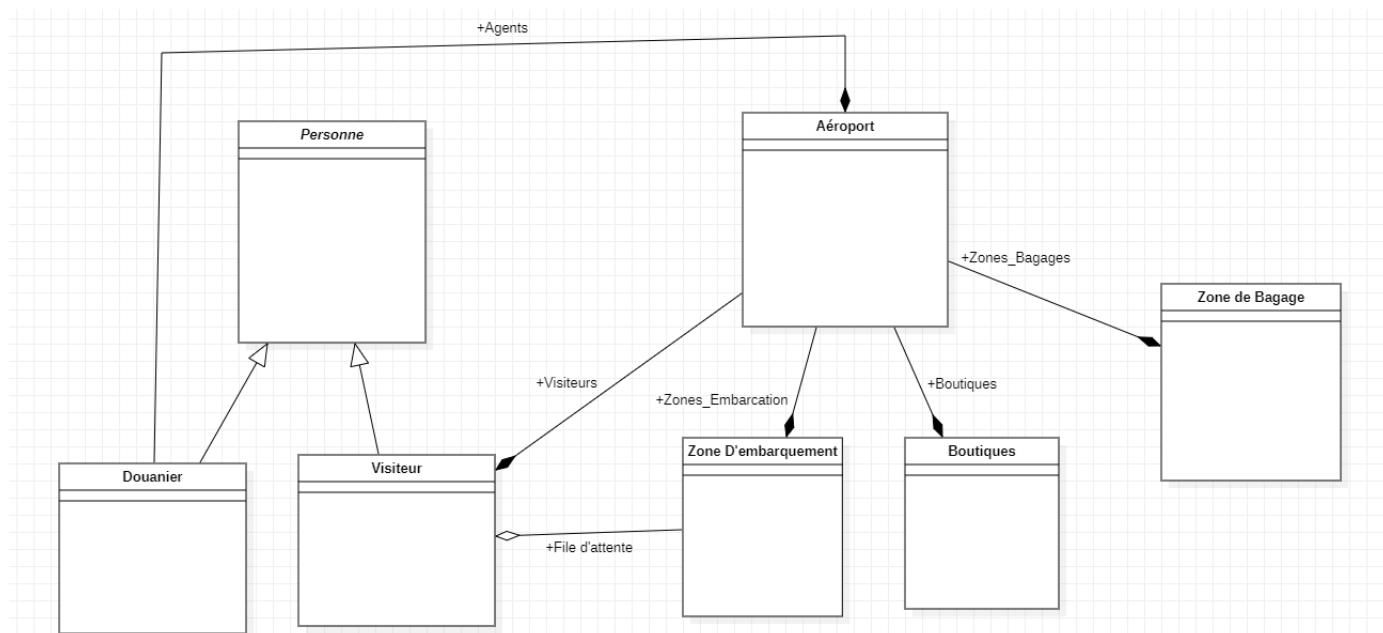 +Agents
Personne
Aéroport
+Zones_Bagages
Zone de Bagage
+Visiteurs
+Zones_Embarcation
+Boutiques
Douanier
Visiteur
Zone D'embarquement
Boutiques
+File d'attente